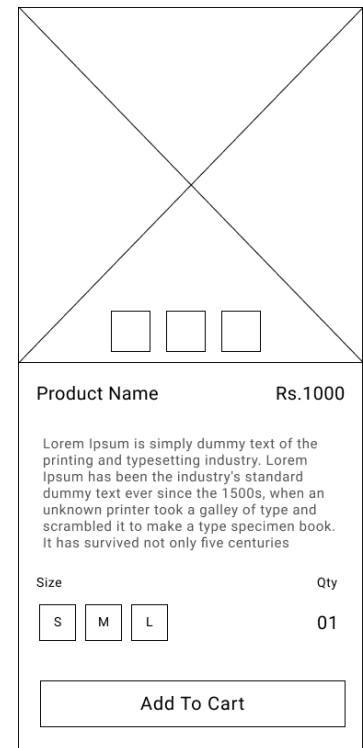 Product Name Rs.1000
Lorem Ipsum is simply dummy text of the
printing and typesetting industry. Lorem
Ipsum has been the industry's standard
dummy text ever since the 1500s, when an
unknown printer took a galley of type and
scrambled it to make a type specimen book.
It has survived not only five centuries
Size Qty
S M L 01
Add To Cart